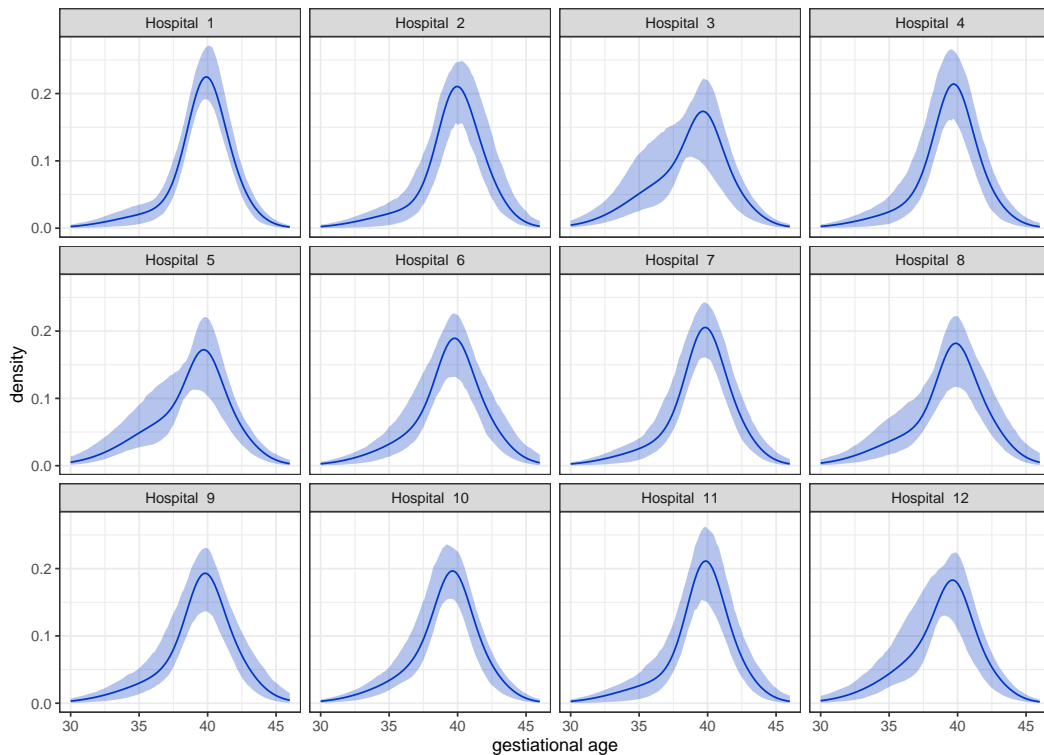 Hospital 1 Hospital 2 Hospital 3 Hospital 4
0.2
0.1
0.0
Hospital 5 Hospital 6 Hospital 7 Hospital 8
0.2
0.1
0.0
Hospital 9 Hospital 10 Hospital 11 Hospital 12
0.2
0.1
0.0
30 35 40 45 30 35 40 45 30 35 40 45 30 35 40 45
density
gestiational age